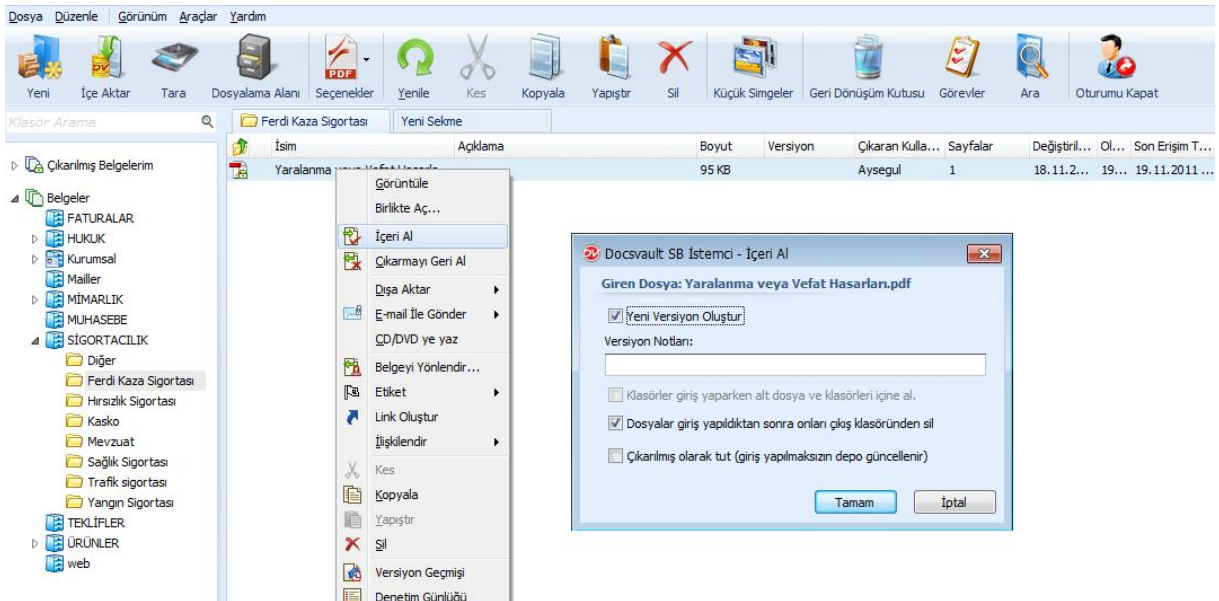 Dosya Düzenle Görünüm Araçlar Yardım
Yeni İçe Aktar Tara Dosyalama Alanı Seçenekler Yenile Kes Kopyala Yapıştır Sil Küçük Simgeler Geri Dönüşüm Kutusu Görevler Ara Oturumu Kapat
PDF
DV
Klasör Arama
Ferdi Kaza Sigortası Yeni Sekme
İsim Açıklama Boyut Versiyon Çıkaran Kulla... Sayfalar Değiştiril... Ol... Son Erişim T...
Yaralanma 95 KB Aysegul 1 18.11.2... 19... 19.11.2011 ...
Çıkarılmış Belgelerim
Belgeler
FATURALAR
HUKUK
Kurumsal
Mailler
MİMARLIK
MUHASEBE
SİGORTACILIK
Diğer
Ferdi Kaza Sigortası
Hırsızlık Sigortası
Kasko
Mevzuat
Sağlık Sigortası
Trafik sigortası
Yangın Sigortası
TEKLİFLER
ÜRÜNLER
web
Görüntüle
Birlikte Aç...
İçeri Al
Çıkarmayı Geri Al
Dışa Aktar
E-mail İle Gönder
CD/DVD ye yaz
Belgeyi Yönlendir...
Etiket
Link Oluştur
İlişkilendir
Kes
Kopyala
Yapıştır
Sil
Versiyon Geçmişi
Denetim Günlüğü
Docsvault SB İstemci - İçeri Al
Giren Dosya: Yaralanma veya Vefat Hasarları.pdf
Yeni Versiyon Oluştur
Versiyon Notları:
Klasörler giriş yaparken alt dosya ve klasörleri içine al.
Dosyalar giriş yapıldıktan sonra onları çıkış klasöründen sil
Çıkarılmış olarak tut (giriş yapılmaksızın depo güncellenir)
Tamam İptal